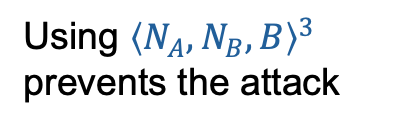 Using ⟨N_A, N_B, B⟩³
prevents the attack